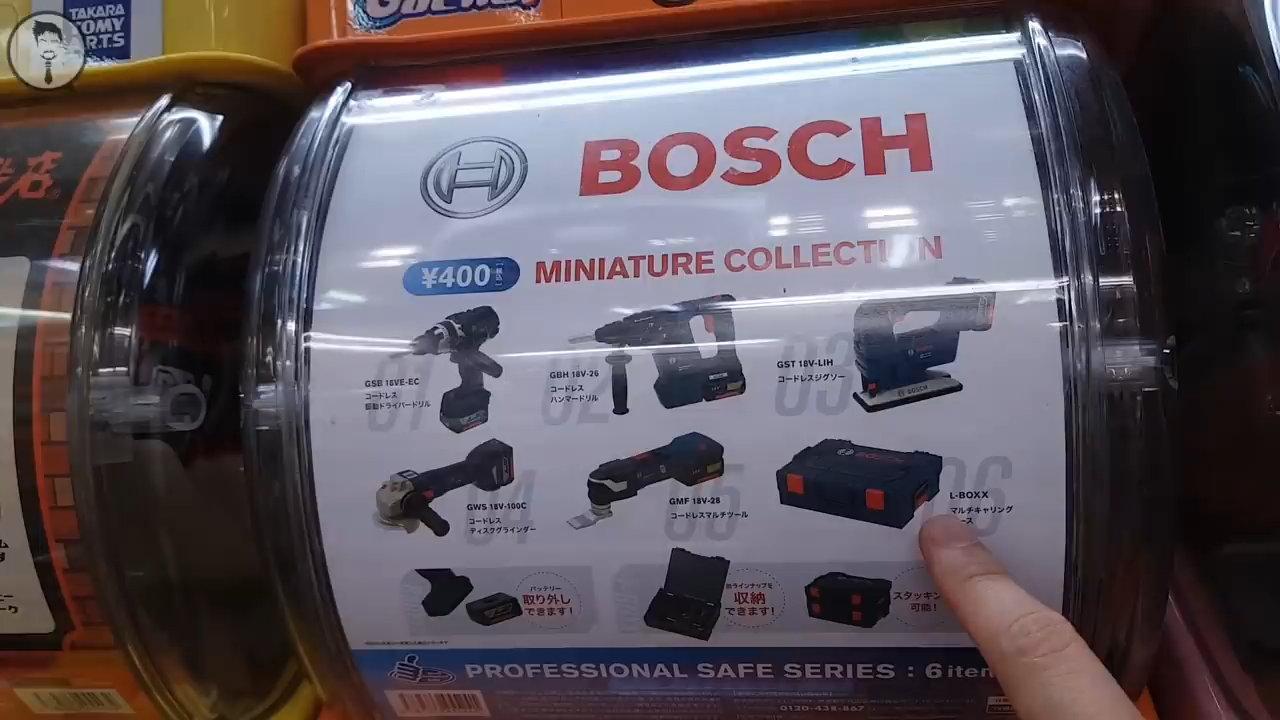 TAKARA
TOMY
ARTS
店
BOSCH
¥400
MINIATURE COLLECTION
GSB 18VE-EC
コードレス
振動ドライバードリル
GBH 18V-26
コードレス
ハンマードリル
GST 18V-LIH
コードレスジグソー
GWS 18V-100C
コードレス
ディスクグラインダー
GMF 18V-28
コードレスマルチツール
L-BOXX
マルチキャリング
ース
バッテリー
取り外し
できます!
収納
できます!
スタッキン
可能!
PROFESSIONAL SAFE SERIES : 6 item
0120-438-867